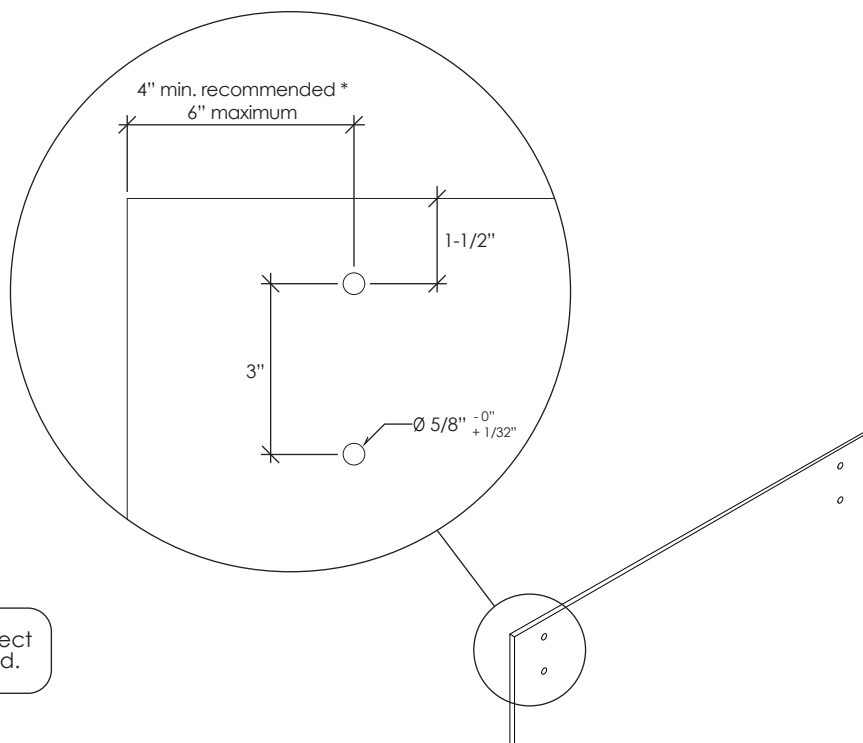 4” min. recommended *
6” maximum
1-1/2”
3”
Ø 5/8” - 0”
+ 1/32”